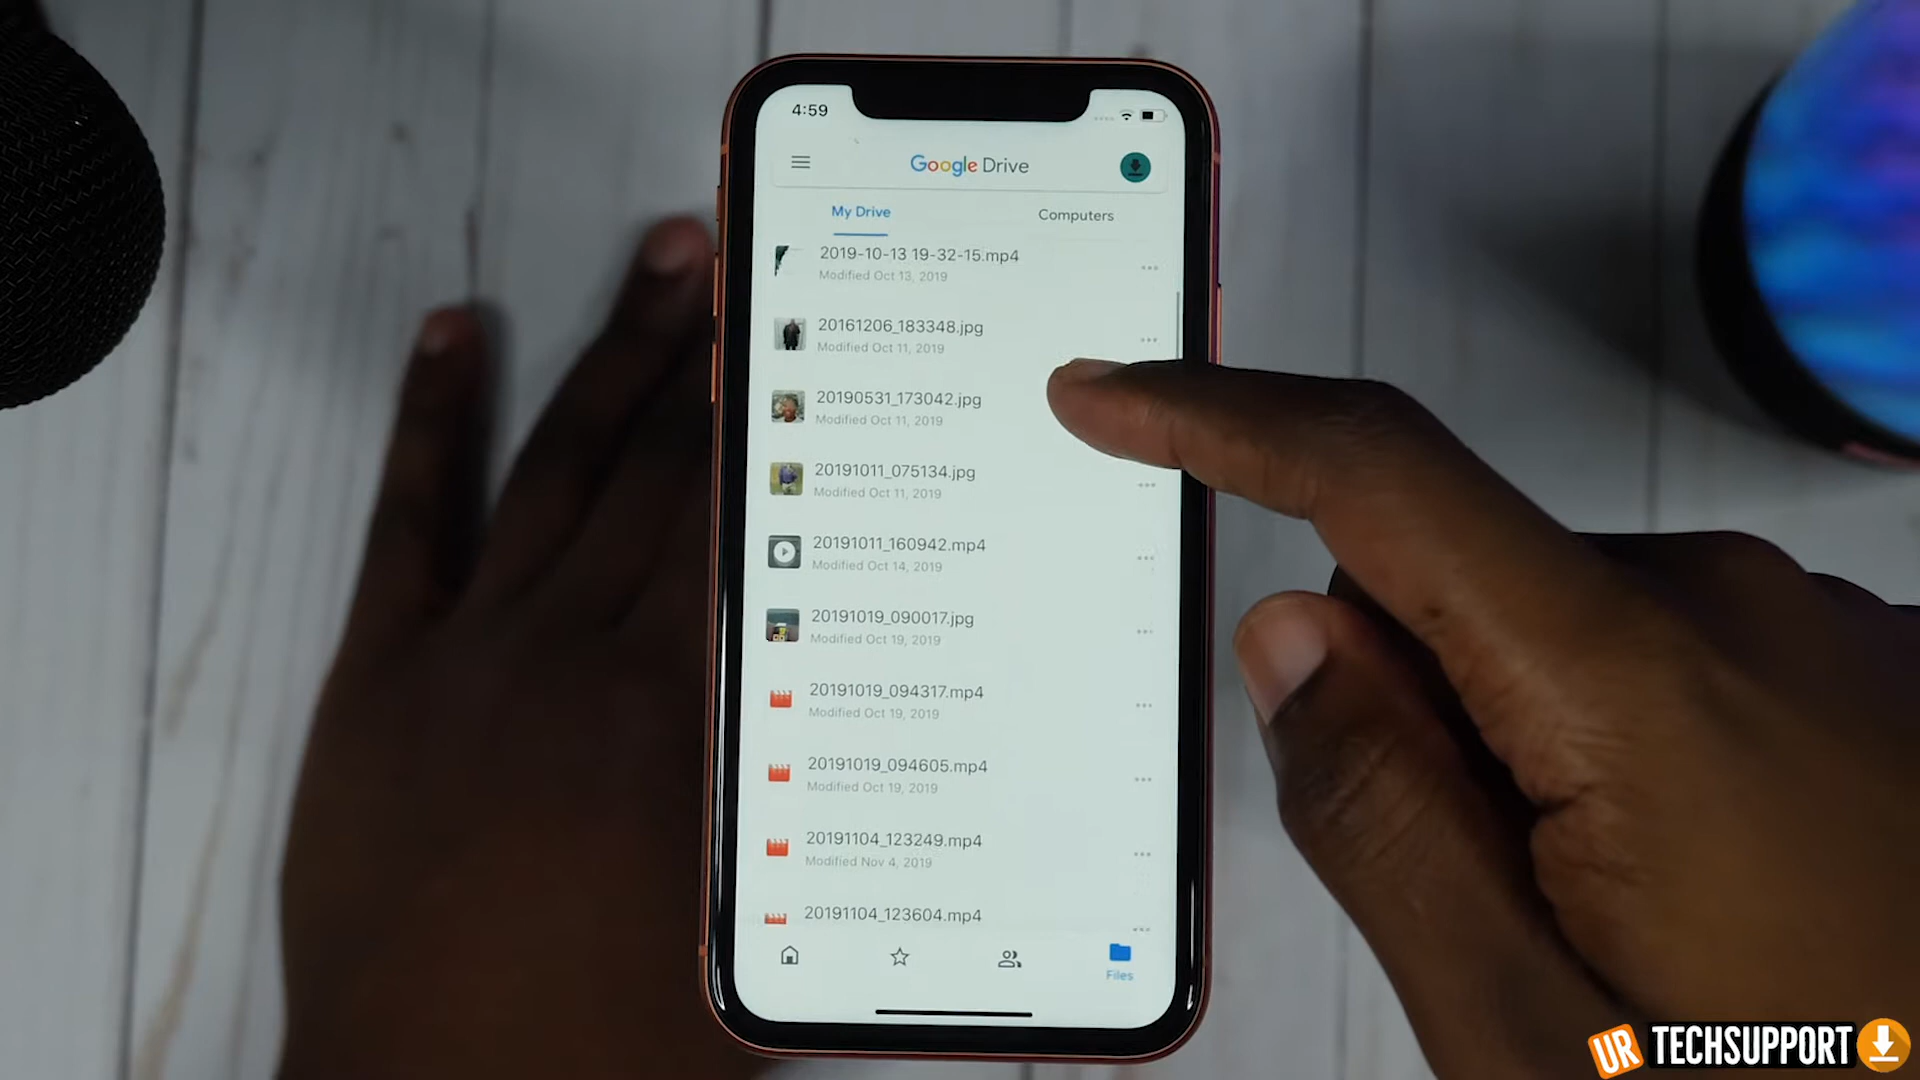 4:59
Google Drive
My Drive
Computers
2019-10-13 19-32-15.mp4
Modified Oct 13, 2019
20161206_183348.jpg
Modified Oct 11, 2019
20190531_173042.jpg
Modified Oct 11, 2019
20191011_075134.jpg
Modified Oct 11, 2019
20191011_160942.mp4
Modified Oct 14, 2019
20191019_090017.jpg
Modified Oct 19, 2019
20191019_094317.mp4
Modified Oct 19, 2019
20191019_094605.mp4
Modified Oct 19, 2019
20191104_123249.mp4
Modified Nov 4, 2019
20191104_123604.mp4
Files
UR TECHSUPPORT